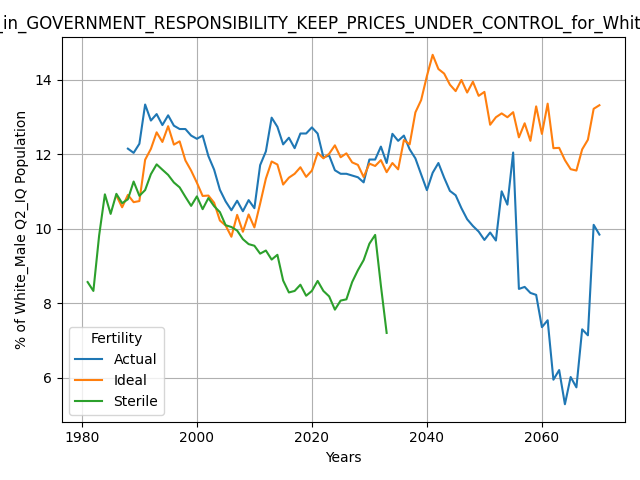 _in_GOVERNMENT_RESPONSIBILITY_KEEP_PRICES_UNDER_CONTROL_for_Whit
% of White_Male Q2_IQ Population
14
12
10
8
6
Fertility
Actual
Ideal
Sterile
1980 2000 2020 2040 2060
Years